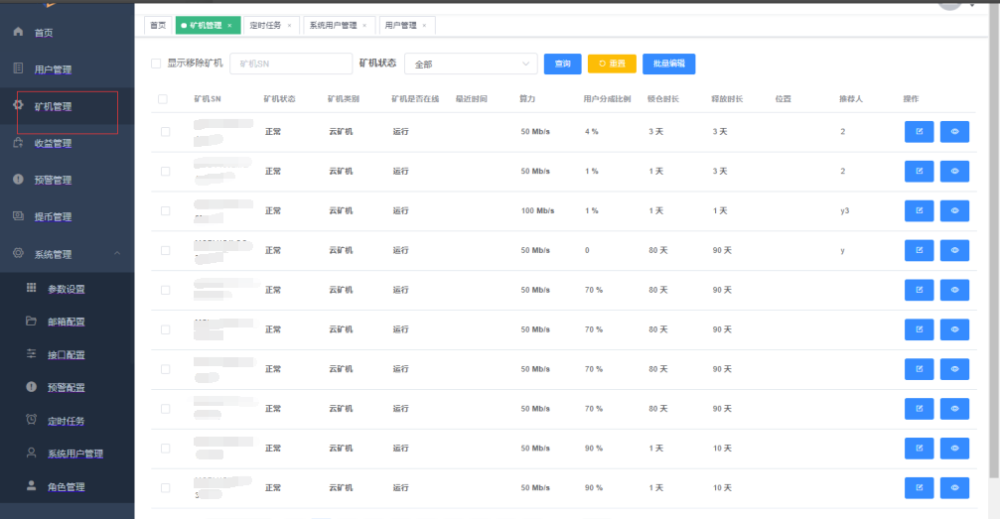 首页
用户管理
矿机管理
收益管理
预警管理
提币管理
系统管理
参数设置
邮箱配置
接口配置
预警配置
定时任务
系统用户管理
角色管理
首页 矿机管理 × 定时任务 × 系统用户管理 × 用户管理 ×
显示移除矿机 矿机SN 矿机状态 全部 查询 重置 批量编辑
矿机SN 矿机状态 矿机类别 矿机是否在线 最近时间 算力 用户分成比例 锁仓时长 释放时长 位置 推荐人 操作
正常 云矿机 运行 50 Mb/s 4 % 3 天 3 天 2
正常 云矿机 运行 50 Mb/s 1 % 1 天 3 天 2
正常 云矿机 运行 100 Mb/s 1 % 1 天 1 天 y3
正常 云矿机 运行 50 Mb/s 0 80 天 90 天 y
正常 云矿机 运行 50 Mb/s 70 % 80 天 90 天
正常 云矿机 运行 50 Mb/s 70 % 80 天 90 天
正常 云矿机 运行 50 Mb/s 70 % 80 天 90 天
正常 云矿机 运行 50 Mb/s 70 % 80 天 90 天
正常 云矿机 运行 50 Mb/s 90 % 1 天 10 天
正常 云矿机 运行 50 Mb/s 90 % 1 天 10 天